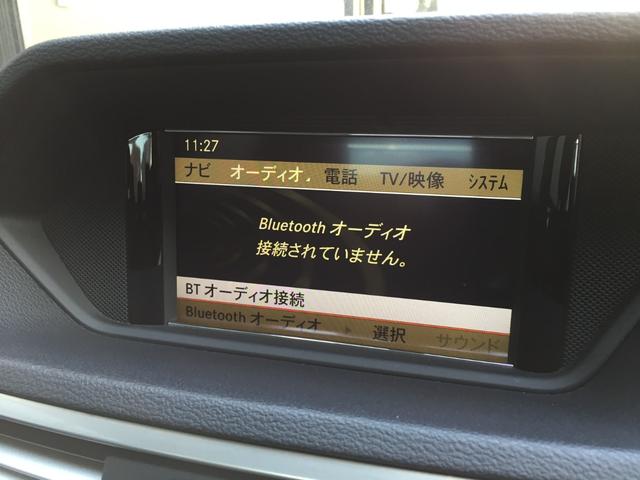 11:27
ナビ オーディオ 電話 TV/映像 システム
Bluetooth オーディオ
接続されていません。
BT オーディオ接続
Bluetooth オーディオ 選択 サウンド